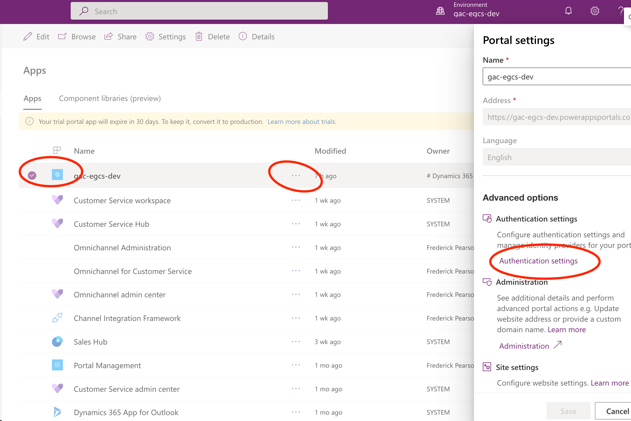 Search
Environment
gac-eqcs-dev
Edit
Browse
Share
Settings
Delete
Details
Apps
Apps
Component libraries (preview)
Your trial portal app will expire in 30 days. To keep it, convert it to production. Learn more about trials.
Name
Modified
Owner
gac-egcs-dev
ago
# Dynamics 365
Customer Service workspace
1 wk ago
SYSTEM
Customer Service Hub
1 wk ago
SYSTEM
Omnichannel Administration
1 wk ago
Frederick Pearso
Omnichannel for Customer Service
1 wk ago
Frederick Pearso
Omnichannel admin center
1 wk ago
Frederick Pearso
Channel Integration Framework
1 wk ago
Frederick Pearso
Sales Hub
3 wk ago
SYSTEM
Portal Management
1 mo ago
Frederick Pearso
Customer Service admin center
1 mo ago
SYSTEM
Dynamics 365 App for Outlook
1 mo ago
SYSTEM
Portal settings
Name *
gac-egcs-dev
Address *
https://gac-egcs-dev.powerappsportals.co
Language
English
Advanced options
Authentication settings
Configure authentication settings and
manage identity providers for your port
Authentication settings
Administration
See additional details and perform
advanced portal actions e.g. Update
website address or provide a custom
domain name. Learn more
Administration
Site settings
Configure website settings. Learn more
Save
Cancel